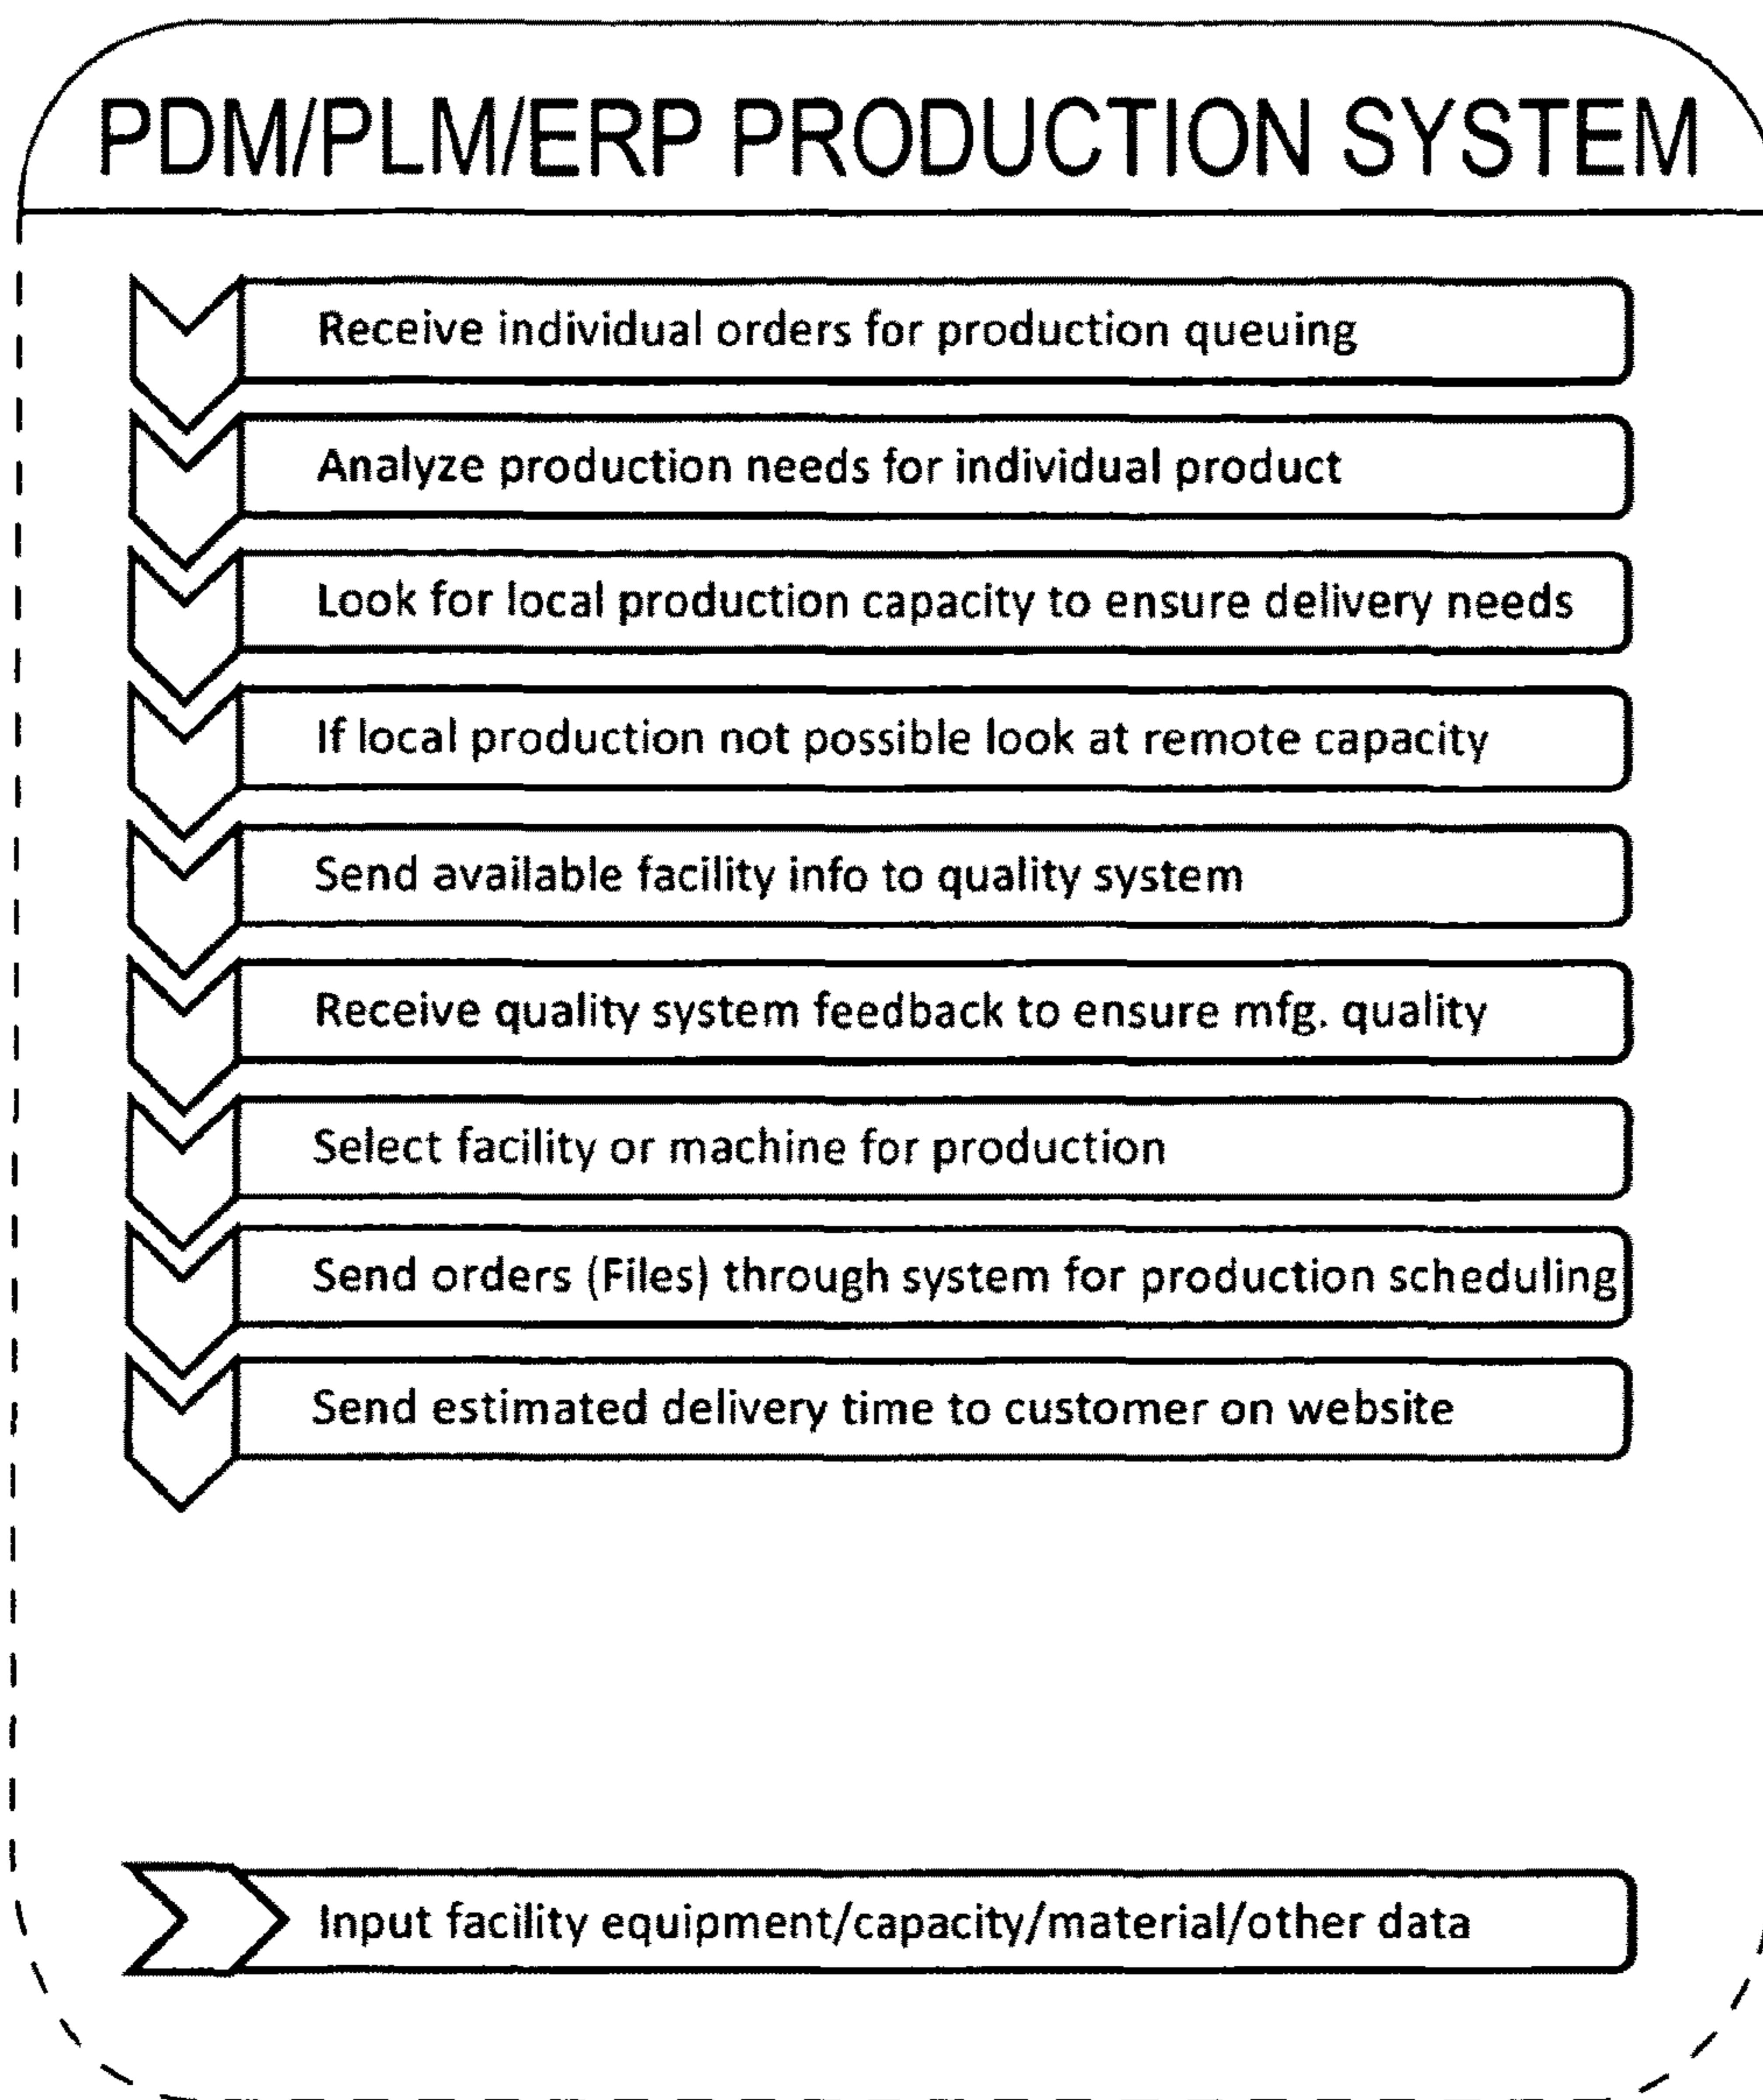 PDM/PLM/ERP PRODUCTION SYSTEM
Receive individual orders for production queuing
Analyze production needs for individual product
Look for local production capacity to ensure delivery needs
If local production not possible look at remote capacity
Send available facility info to quality system
Receive quality system feedback to ensure mfg. quality
Select facility or machine for production
Send orders (Files) through system for production scheduling
Send estimated delivery time to customer on website
Input facility equipment/capacity/material/other data